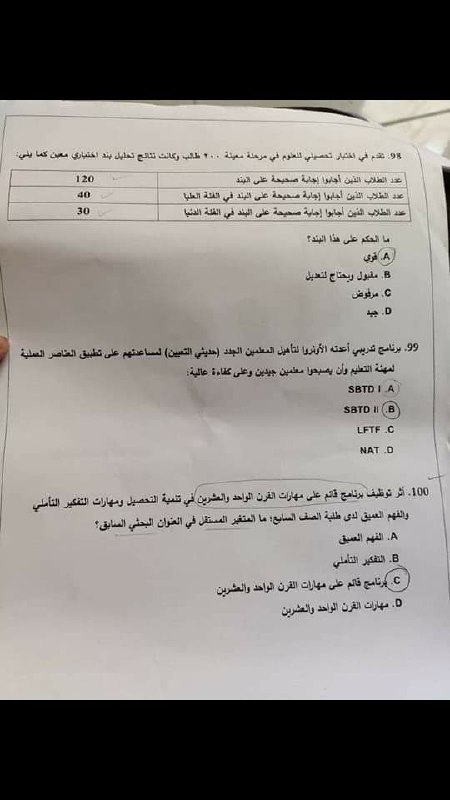 98. تقدم في اختبار تحصيلي للعلوم في مرحلة معينة ٢٠٠ طالب وكانت نتائج تحليل بند اختباري معين كما يلي:
عدد الطلاب الذين أجابوا إجابة صحيحة على البند 120
عدد الطلاب الذين أجابوا إجابة صحيحة على البند في الفئة العليا 40
عدد الطلاب الذين أجابوا إجابة صحيحة على البند في الفئة الدنيا 30
ما الحكم على هذا البند؟
A. قوي
B. مقبول ويحتاج لتعديل
C. مرفوض
D. جيد
99. برنامج تدريبي أعدته الأونروا لتأهيل المعلمين الجدد (حديثي التعيين) لمساعدتهم على تطبيق العناصر العملية
لمهنة التعليم وأن يصبحوا معلمين جيدين وعلى كفاءة عالية:
A. SBTD I
B. SBTD II
C. LFTF
D. NAT
100. أثر توظيف برنامج قائم على مهارات القرن الواحد والعشرين في تنمية التحصيل ومهارات التفكير التأملي
والفهم العميق لدى طلبة الصف السابع؛ ما المتغير المستقل في العنوان البحثي السابق؟
A. الفهم العميق
B. التفكير التأملي
C. برنامج قائم على مهارات القرن الواحد والعشرين
D. مهارات القرن الواحد والعشرين